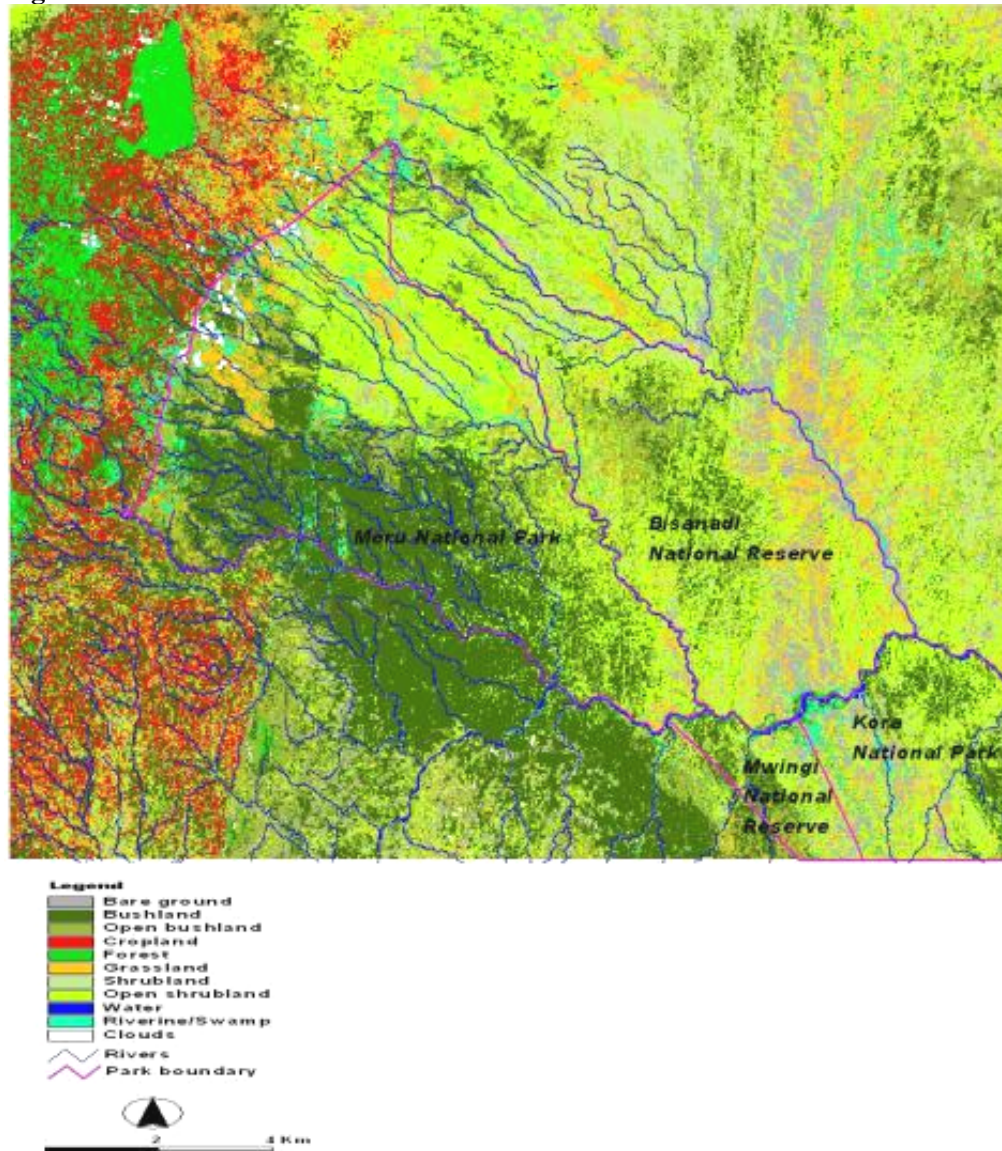 Meru National Park
Bisanadi
National Reserve
Kora
National Park
Mwingi
National
Reserve
Legend
Bare ground
Bushland
Open bushland
Cropland
Forest
Grassland
Shrubland
Open shrubland
Water
Riverine/Swamp
Clouds
Rivers
Park boundary
2 4 Km